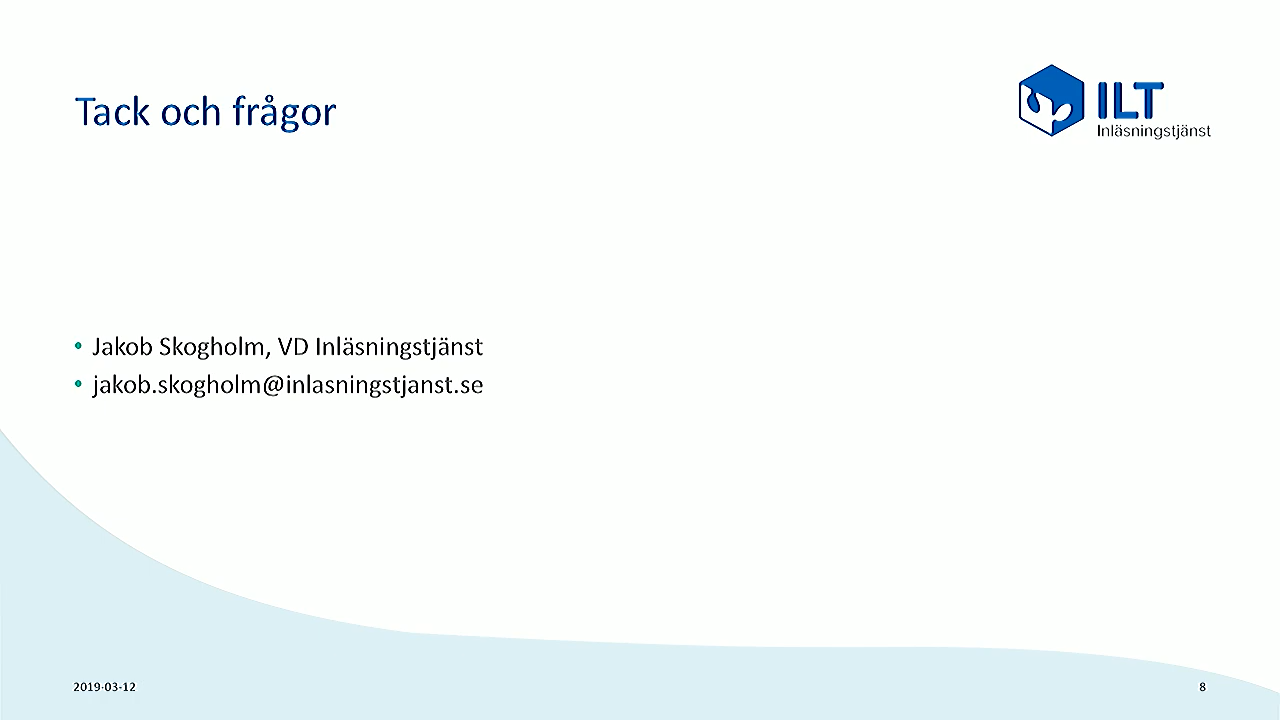 Tack och frågor
ILT
Inläsningstjänst
• Jakob Skogholm, VD Inläsningstjänst
• jakob.skogholm@inlasningstjanst.se
2019-03-12
8